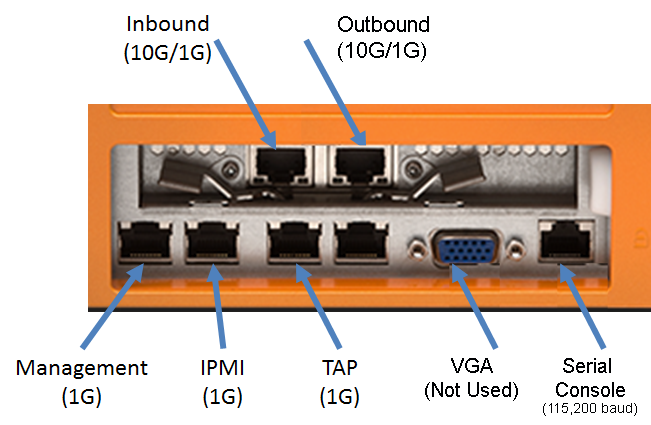 Inbound
(10G/1G)
Outbound
(10G/1G)
Management
(1G)
IPMI
(1G)
TAP
(1G)
VGA
(Not Used)
Serial
Console
(115,200 baud)